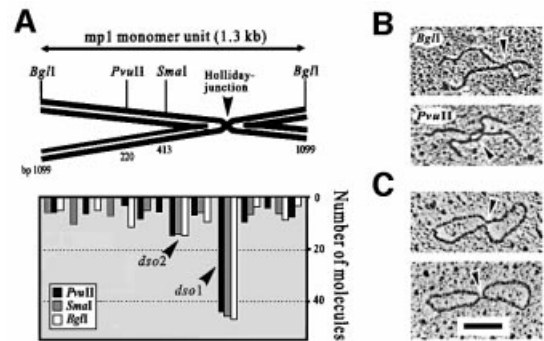 A
mp1 monomer unit (1.3 kb)
BglI
PvuII
SmaI
Holliday-
junction
BglI
bp 1099
220
413
1099
0
20
40
Number of molecules
dso2
dso1
PvuII
SmaI
BglI
B
BglI
PvuII
C